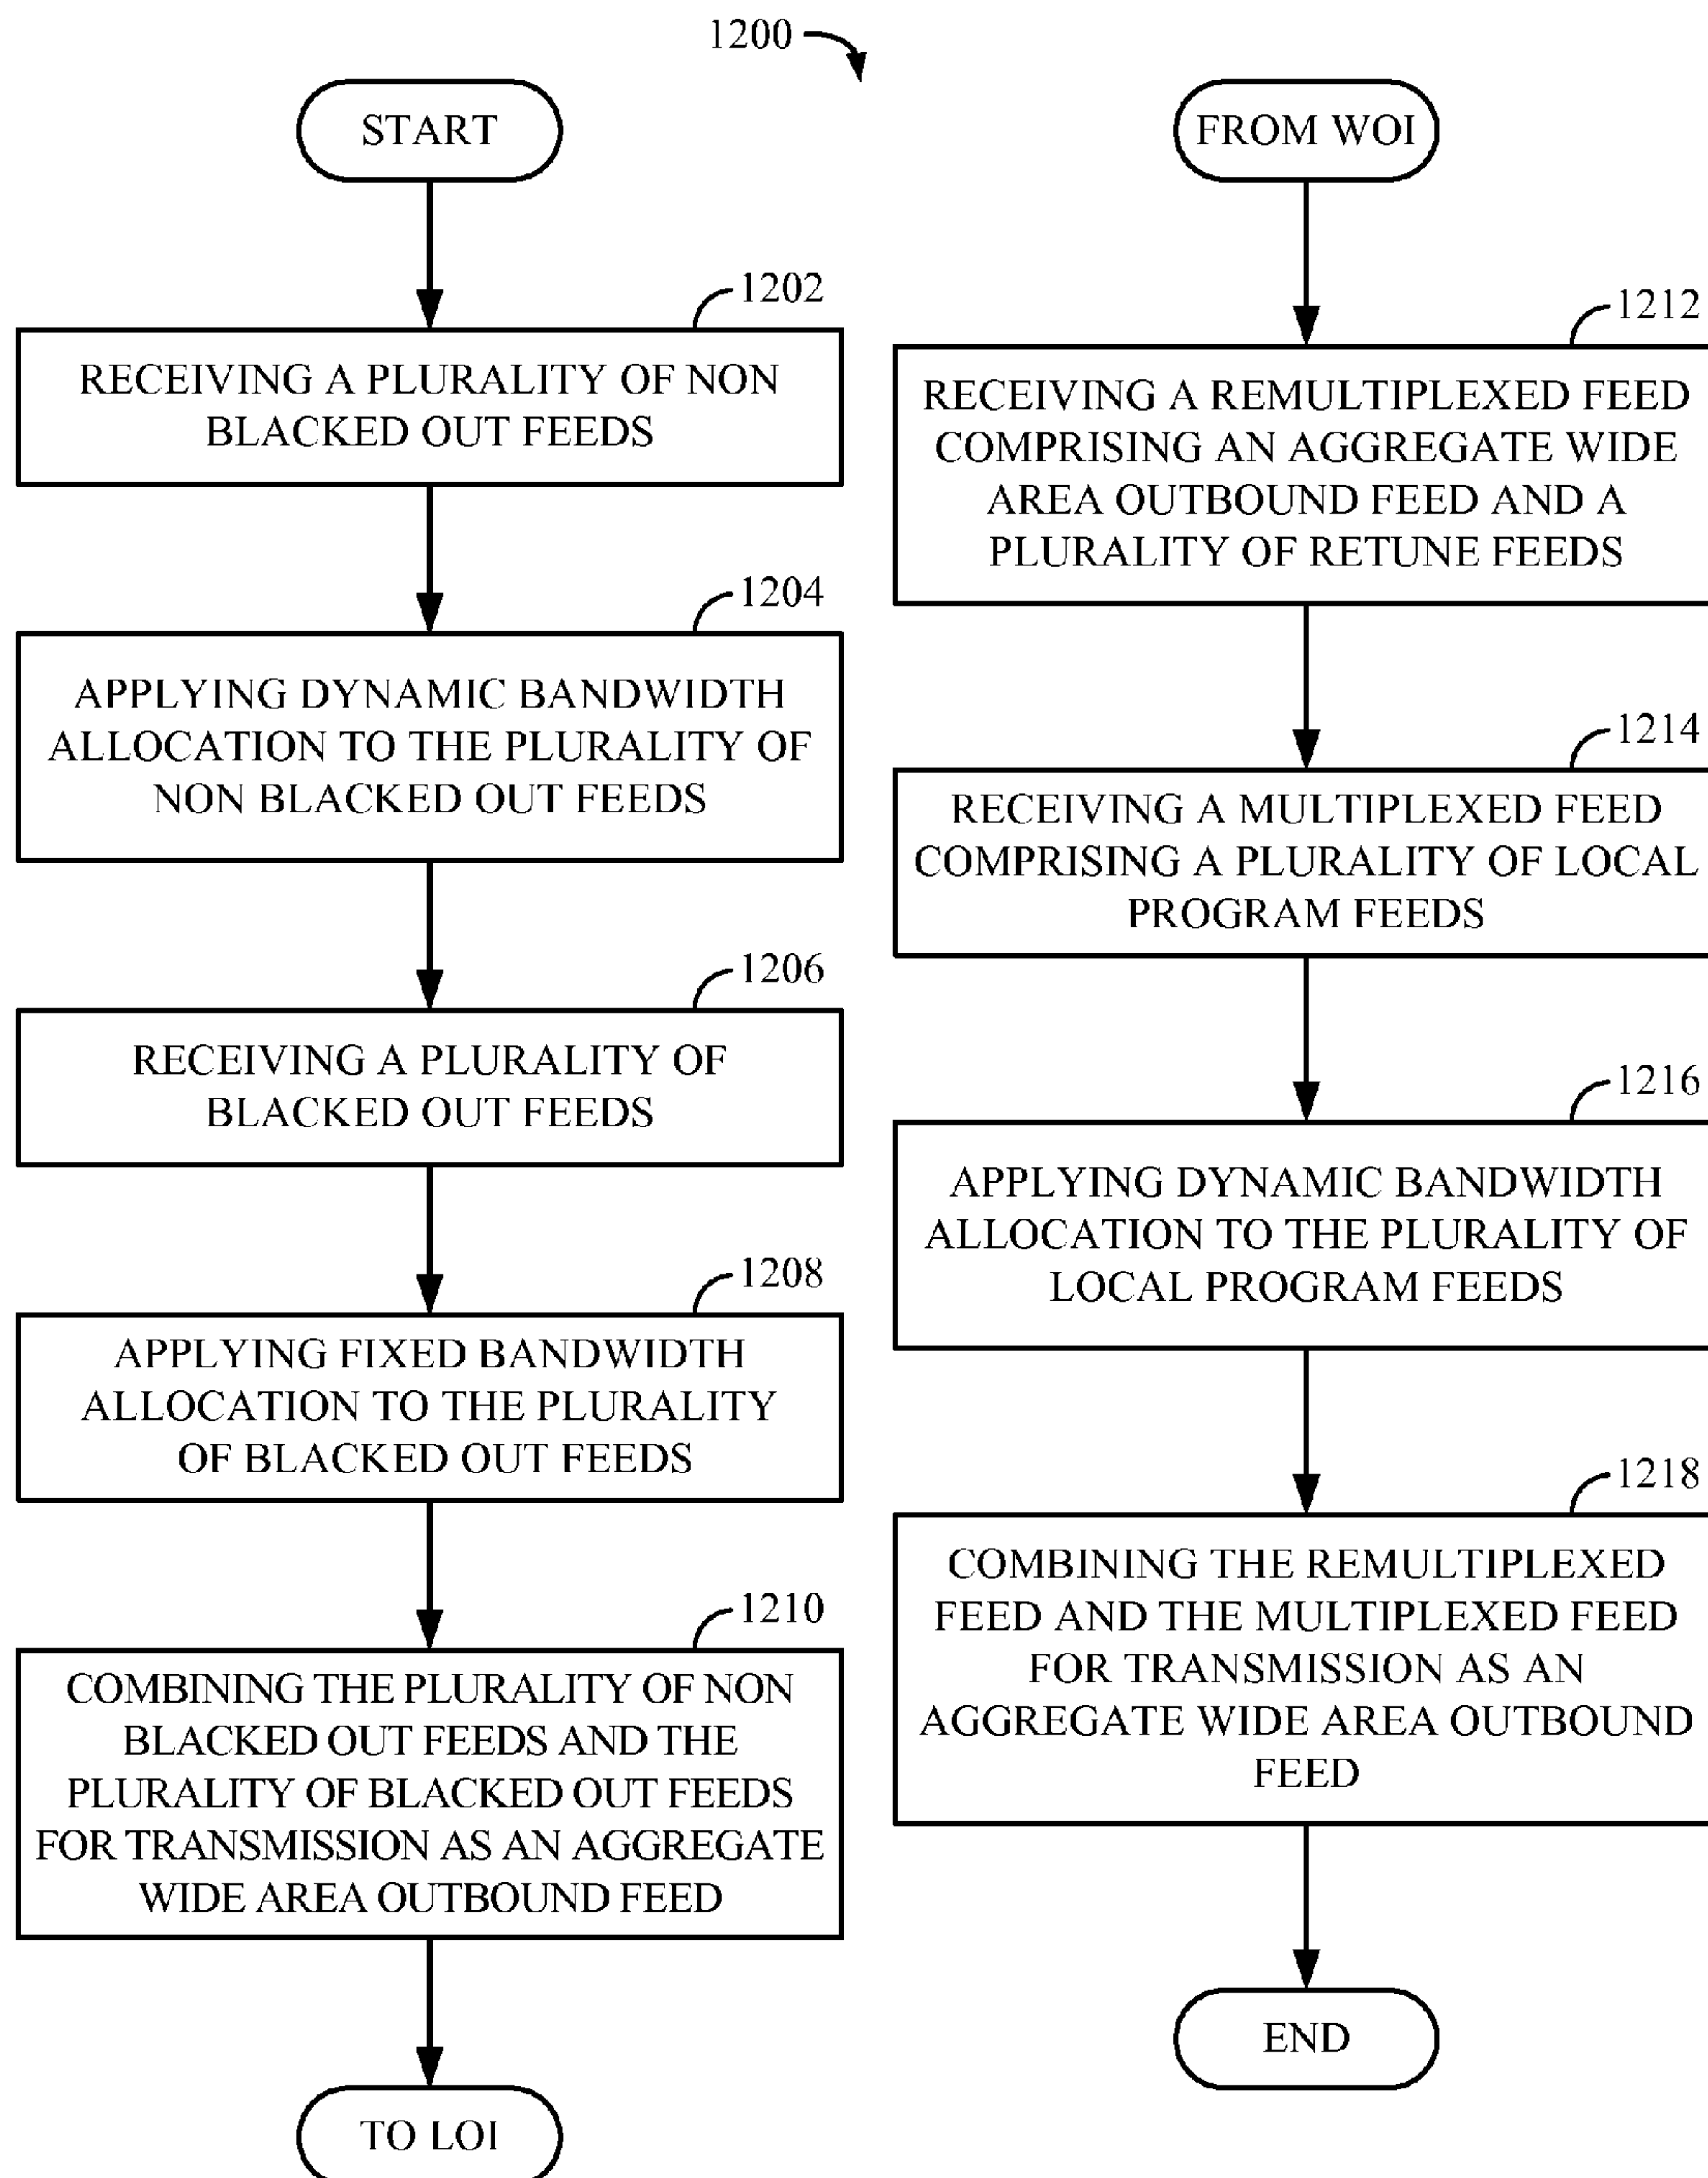 1200
START
1202
RECEIVING A PLURALITY OF NON
BLACKED OUT FEEDS
1204
APPLYING DYNAMIC BANDWIDTH
ALLOCATION TO THE PLURALITY OF
NON BLACKED OUT FEEDS
1206
RECEIVING A PLURALITY OF
BLACKED OUT FEEDS
1208
APPLYING FIXED BANDWIDTH
ALLOCATION TO THE PLURALITY
OF BLACKED OUT FEEDS
1210
COMBINING THE PLURALITY OF NON
BLACKED OUT FEEDS AND THE
PLURALITY OF BLACKED OUT FEEDS
FOR TRANSMISSION AS AN AGGREGATE
WIDE AREA OUTBOUND FEED
TO LOI
FROM WOI
1212
RECEIVING A REMULTIPLEXED FEED
COMPRISING AN AGGREGATE WIDE
AREA OUTBOUND FEED AND A
PLURALITY OF RETUNE FEEDS
1214
RECEIVING A MULTIPLEXED FEED
COMPRISING A PLURALITY OF LOCAL
PROGRAM FEEDS
1216
APPLYING DYNAMIC BANDWIDTH
ALLOCATION TO THE PLURALITY OF
LOCAL PROGRAM FEEDS
1218
COMBINING THE REMULTIPLEXED
FEED AND THE MULTIPLEXED FEED
FOR TRANSMISSION AS AN
AGGREGATE WIDE AREA OUTBOUND
FEED
END